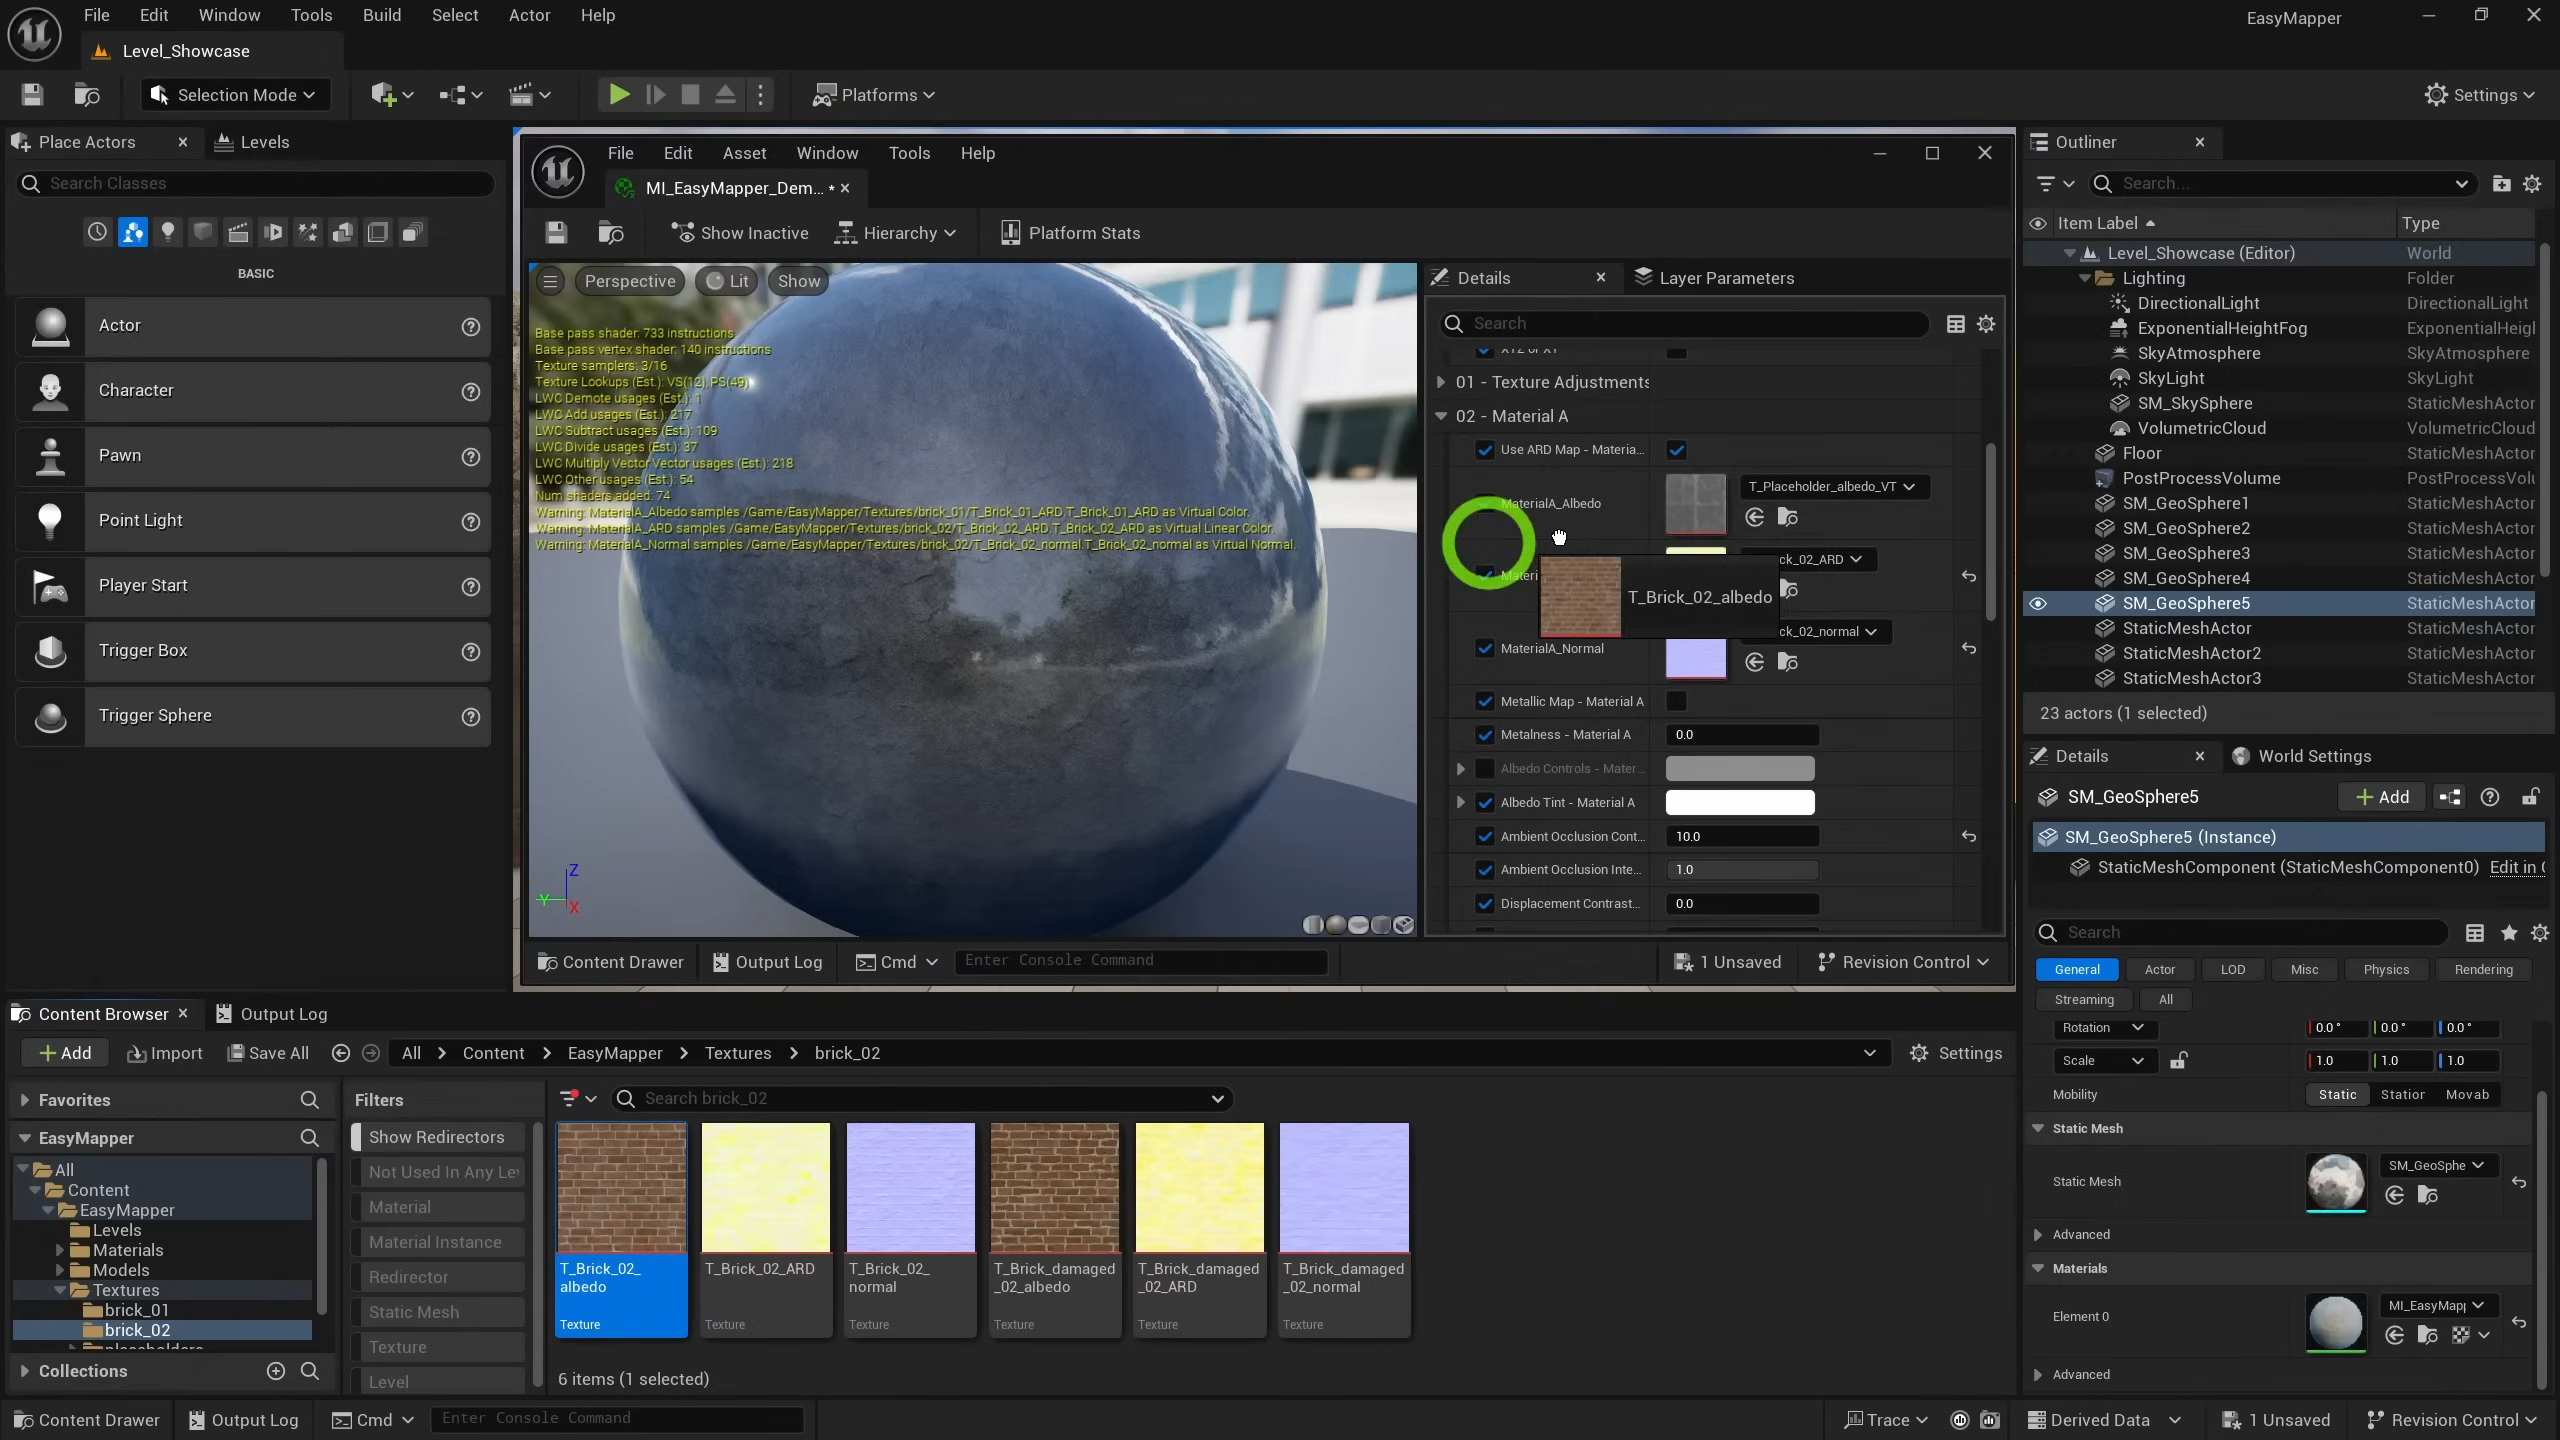 File Edit Window Tools Build Select Actor Help
EasyMapper
Level_Showcase
Selection Mode
Platforms
Settings
Place Actors
Levels
Search Classes
BASIC
Actor
Character
Pawn
Point Light
Player Start
Trigger Box
Trigger Sphere
File Edit Asset Window Tools Help
MI_EasyMapper_Dem... •
Show Inactive
Hierarchy
Platform Stats
Perspective
Lit
Show
Base pass shader: 733 instructions
Base pass vertex shader: 140 instructions
Texture samplers: 3/16
Texture Lookups (Est.): VS(12), PS(49)
LWC Demote usages (Est.): 1
LWC Add usages (Est.): 217
LWC Subtract usages (Est.): 109
LWC Divide usages (Est.): 37
LWC Multiply Vector Vector usages (Est.): 218
LWC Other usages (Est.): 54
Num shaders added: 74
Warning: MaterialA_Albedo samples /Game/EasyMapper/Textures/brick_01/T_Brick_01_ARD.T_Brick_01_ARD as Virtual Color.
Warning: MaterialA_ARD samples /Game/EasyMapper/Textures/brick_02/T_Brick_02_ARD.T_Brick_02_ARD as Virtual Linear Color.
Warning: MaterialA_Normal samples /Game/EasyMapper/Textures/brick_02/T_Brick_02_normal.T_Brick_02_normal as Virtual Normal.
Z
Y
X
Details
Layer Parameters
Search
01 - Texture Adjustments
02 - Material A
Use ARD Map - Materia...
MaterialA_Albedo
T_Placeholder_albedo_VT
Materi
ck_02_ARD
T_Brick_02_albedo
MaterialA_Normal
ck_02_normal
Metallic Map - Material A
Metalness - Material A
0.0
Albedo Controls - Mater...
Albedo Tint - Material A
Ambient Occlusion Cont...
10.0
Ambient Occlusion Inte...
1.0
Displacement Contrast...
0.0
Content Drawer
Output Log
Cmd
Enter Console Command
1 Unsaved
Revision Control
Outliner
Search...
Item Label
Type
Level_Showcase (Editor) World
Lighting Folder
DirectionalLight DirectionalLight
ExponentialHeightFog ExponentialHeigl
SkyAtmosphere SkyAtmosphere
SkyLight SkyLight
SM_SkySphere StaticMeshActor
VolumetricCloud VolumetricCloud
Floor StaticMeshActor
PostProcessVolume PostProcessVolu
SM_GeoSphere1 StaticMeshActor
SM_GeoSphere2 StaticMeshActor
SM_GeoSphere3 StaticMeshActor
SM_GeoSphere4 StaticMeshActor
SM_GeoSphere5 StaticMeshActor
StaticMeshActor StaticMeshActor
StaticMeshActor2 StaticMeshActor
StaticMeshActor3 StaticMeshActor
23 actors (1 selected)
Details
World Settings
SM_GeoSphere5
Add
SM_GeoSphere5 (Instance)
StaticMeshComponent (StaticMeshComponent0) Edit in C
Search
General Actor LOD Misc Physics Rendering
Streaming All
Rotation 0.0 ° 0.0 ° 0.0 °
Scale 1.0 1.0 1.0
Mobility Static Station Movab
Static Mesh
Static Mesh
SM_GeoSphe
Advanced
Materials
Element 0
MI_EasyMapp
Advanced
Content Browser
Output Log
Add
Import
Save All
All Content EasyMapper Textures brick_02
Settings
Favorites
EasyMapper
All
Content
EasyMapper
Levels
Materials
Models
Textures
brick_01
brick_02
Collections
Filters
Show Redirectors
Not Used In Any Lev
Material
Material Instance
Redirector
Static Mesh
Texture
Level
Search brick_02
T_Brick_02_
albedo
Texture
T_Brick_02_ARD
Texture
T_Brick_02_
normal
Texture
T_Brick_damaged
_02_albedo
Texture
T_Brick_damaged
_02_ARD
Texture
T_Brick_damaged
_02_normal
Texture
6 items (1 selected)
Content Drawer
Output Log
Cmd
Enter Console Command
Trace
Derived Data
1 Unsaved
Revision Control